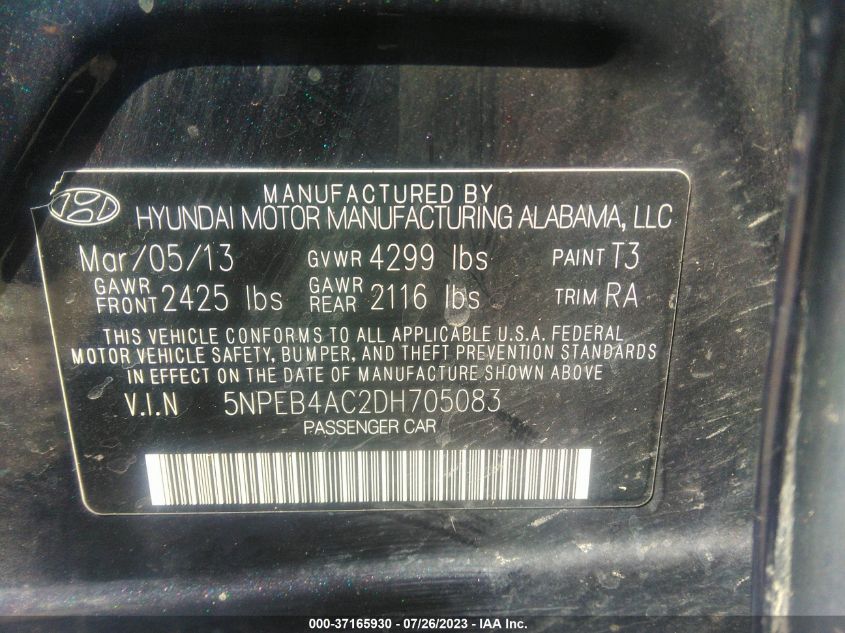 MANUFACTURED BY
HYUNDAI MOTOR MANUFACTURING ALABAMA, LLC
Mar/05/13 GVWR 4299 lbs PAINT T3
GAWR FRONT 2425 lbs GAWR REAR 2116 lbs TRIM RA
THIS VEHICLE CONFORMS TO ALL APPLICABLE U.S.A. FEDERAL
MOTOR VEHICLE SAFETY, BUMPER, AND THEFT PREVENTION STANDARDS
IN EFFECT ON THE DATE OF MANUFACTURE SHOWN ABOVE
V.I.N 5NPEB4AC2DH705083
PASSENGER CAR
000-37165930 - 07/26/2023 - IAA Inc.